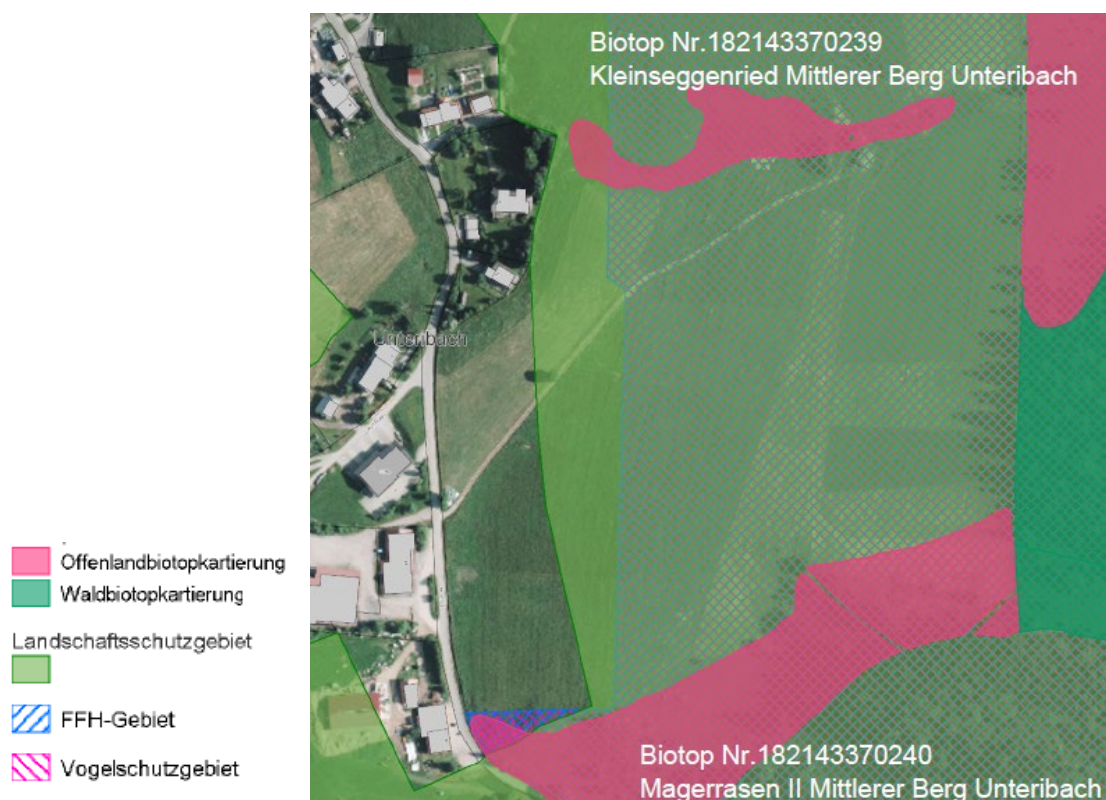 Biotop Nr.182143370239
Kleinseggenried Mittlerer Berg Unteribach
Unteribach
Offenlandbiotopkartierung
Waldbiotopkartierung
Landschaftsschutzgebiet
FFH-Gebiet
Vogelschutzgebiet
Biotop Nr.182143370240
Magerrasen II Mittlerer Berg Unteribach